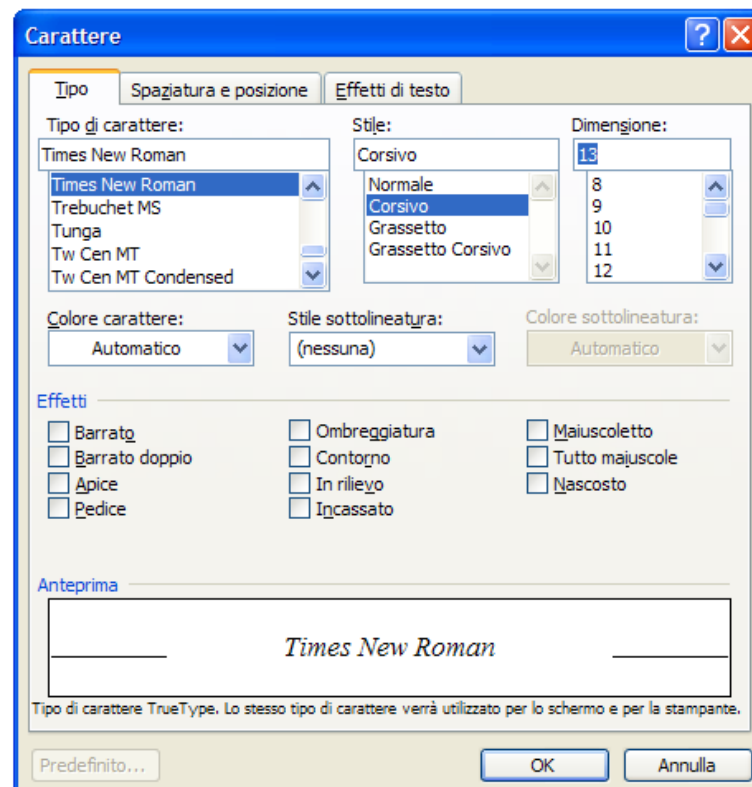 Carattere
Tipo Spaziatura e posizione Effetti di testo
Tipo di carattere: Stile: Dimensione:
Times New Roman Corsivo 13
Times New Roman Normale 8
Trebuchet MS Corsivo 9
Tunga Grassetto 10
Tw Cen MT Grassetto Corsivo 11
Tw Cen MT Condensed 12
Colore carattere: Stile sottolineatura: Colore sottolineatura:
Automatico (nessuna) Automatico
Effetti
Barrato Ombreggiatura Maiuscoletto
Barrato doppio Contorno Tutto maiuscole
Apice In rilievo Nascosto
Pedice Incassato
Anteprima
Times New Roman
Tipo di carattere TrueType. Lo stesso tipo di carattere verrà utilizzato per lo schermo e per la stampante.
Predefinito... OK Annulla